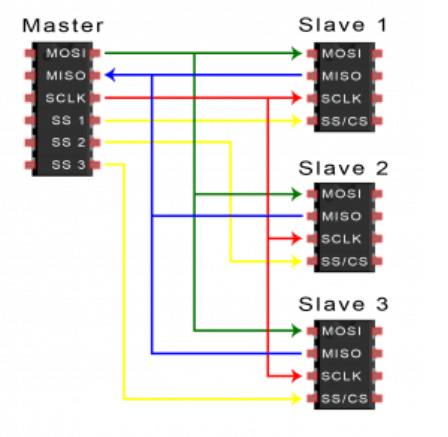 Master
MOSI
MISO
SCLK
SS 1
SS 2
SS 3
Slave 1
MOSI
MISO
SCLK
SS/CS
Slave 2
MOSI
MISO
SCLK
SS/CS
Slave 3
MOSI
MISO
SCLK
SS/CS